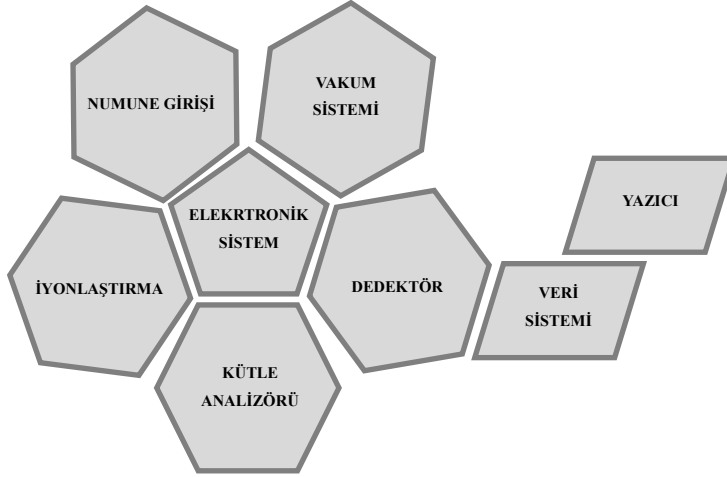 NUMUNE GİRİŞİ
VAKUM
SİSTEMİ
ELEKRTRONİK
SİSTEM
YAZICI
İYONLAŞTIRMA
DEDEKTÖR
VERİ
SİSTEMİ
KÜTLE
ANALİZÖRÜ